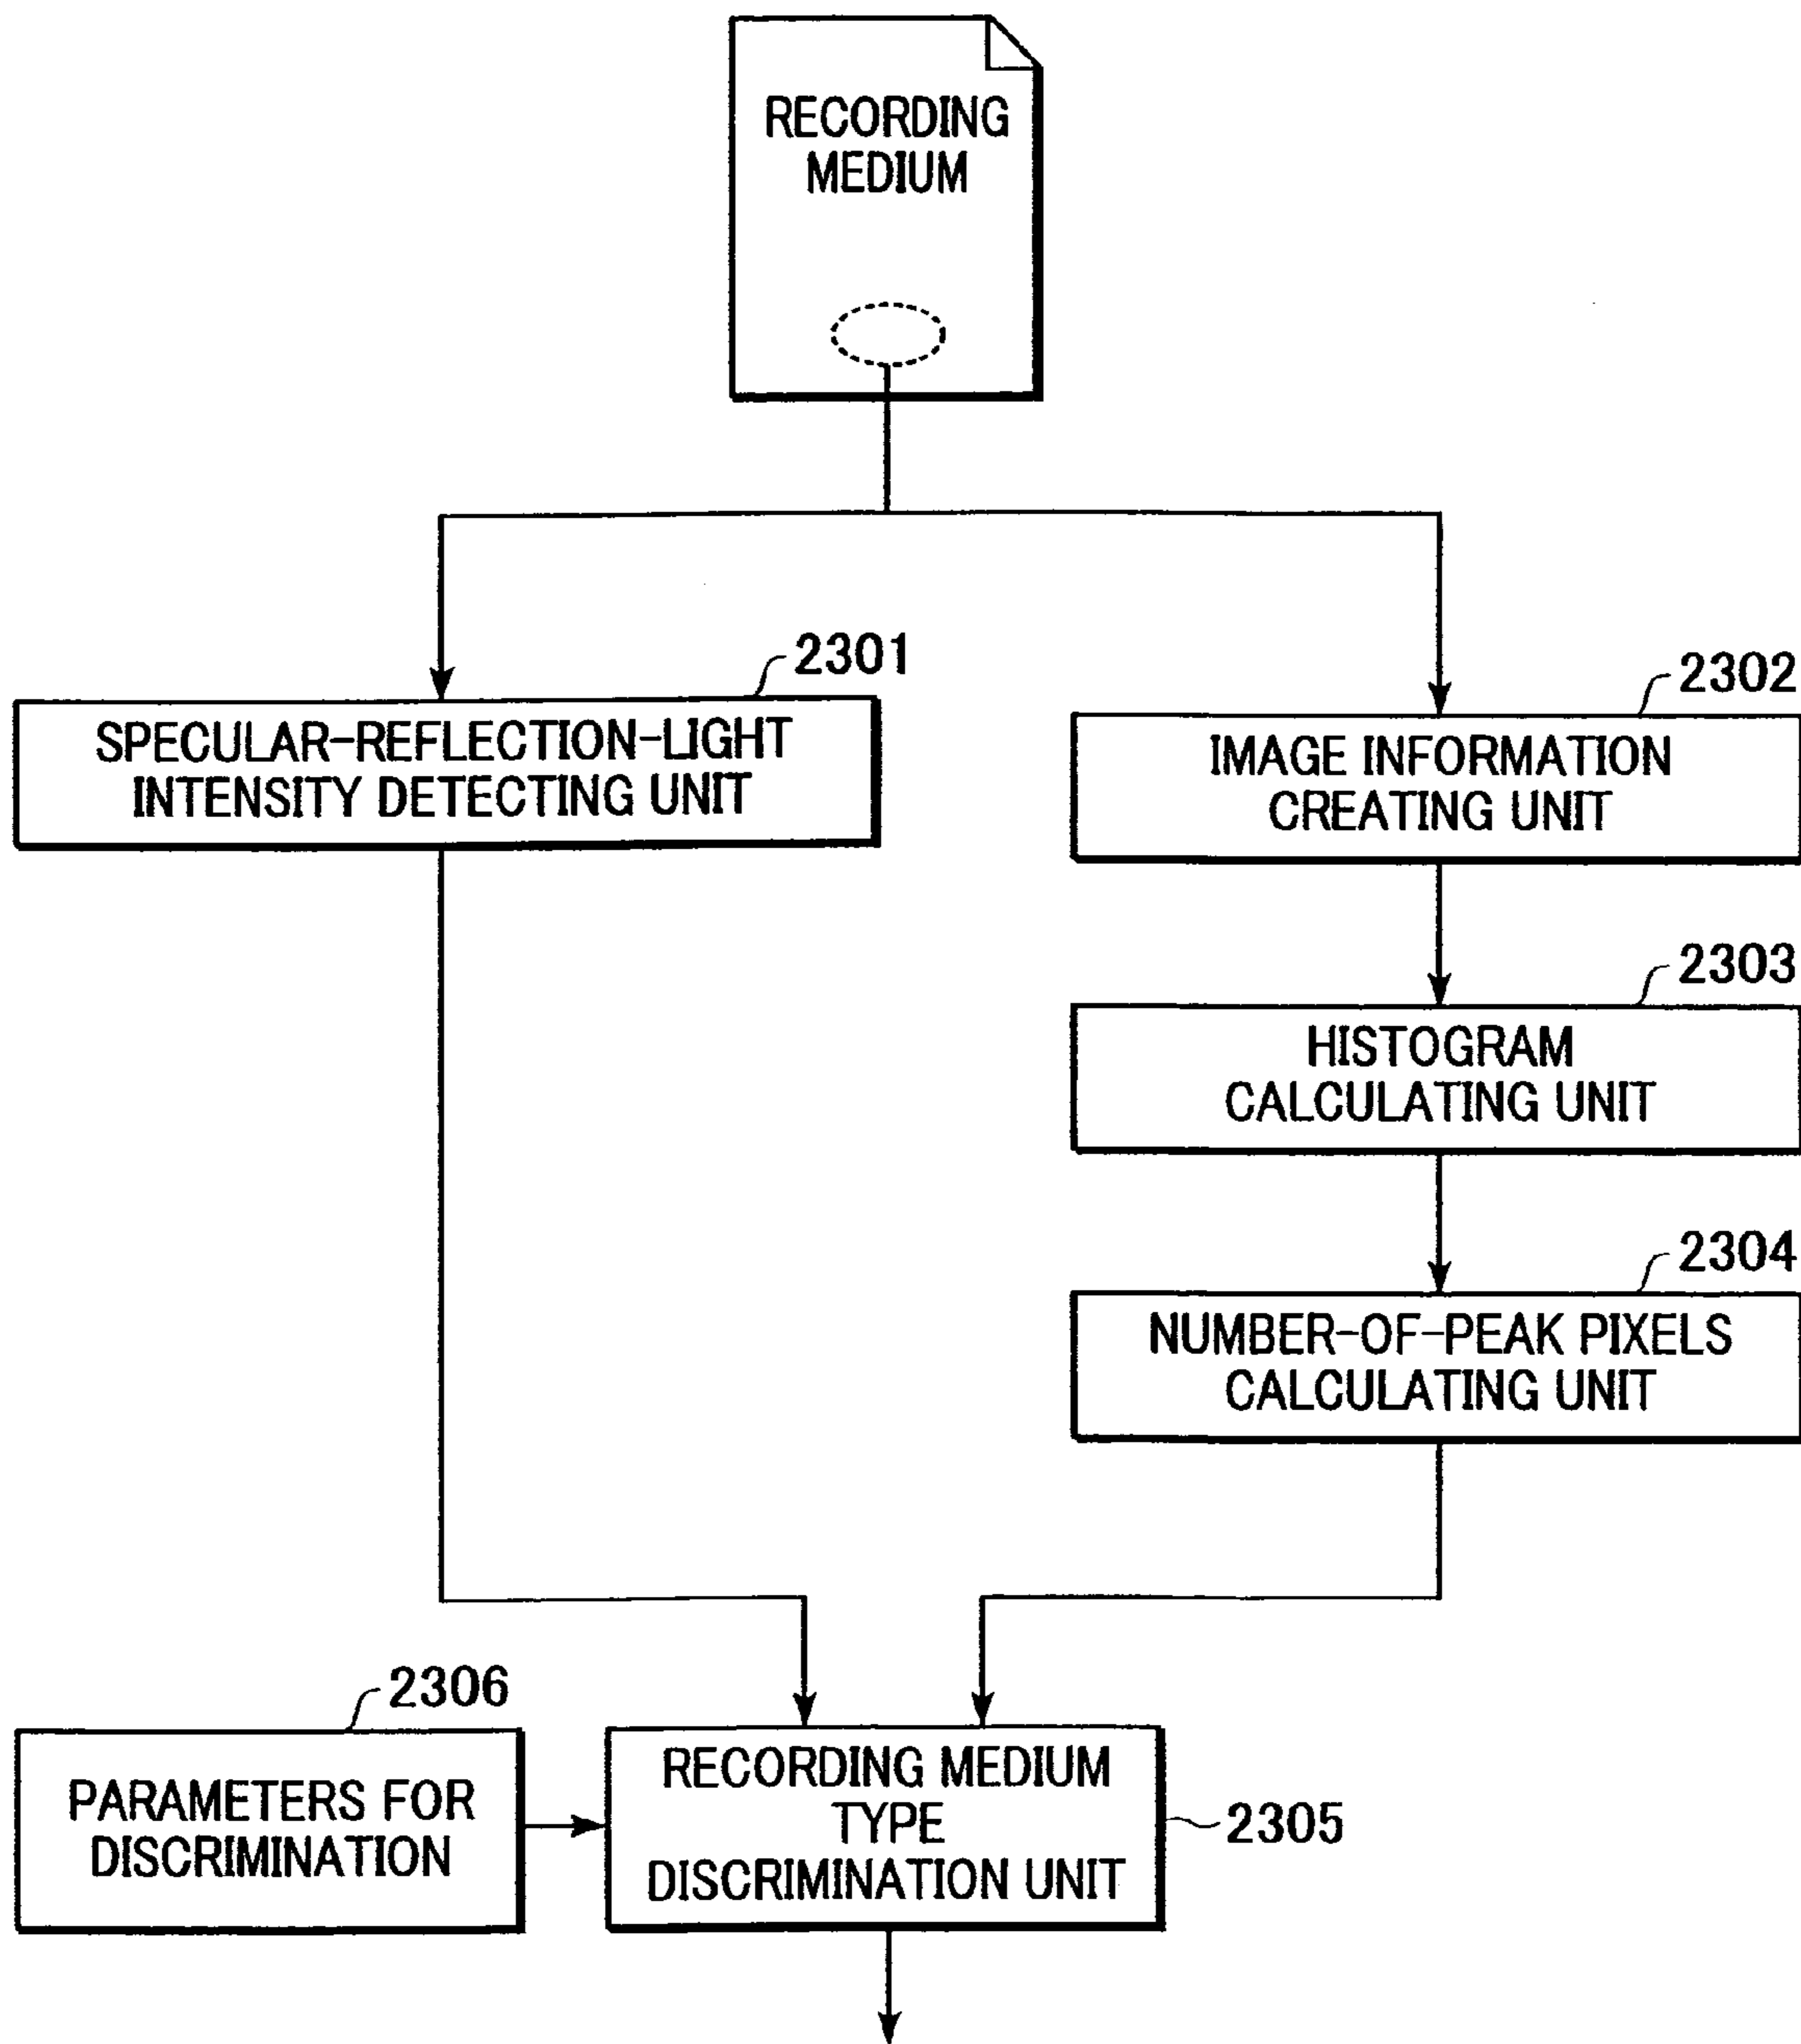 RECORDING
MEDIUM
2301
SPECULAR-REFLECTION-LIGHT
INTENSITY DETECTING UNIT
2302
IMAGE INFORMATION
CREATING UNIT
2303
HISTOGRAM
CALCULATING UNIT
2304
NUMBER-OF-PEAK PIXELS
CALCULATING UNIT
2306
PARAMETERS FOR
DISCRIMINATION
RECORDING MEDIUM
TYPE
DISCRIMINATION UNIT
2305